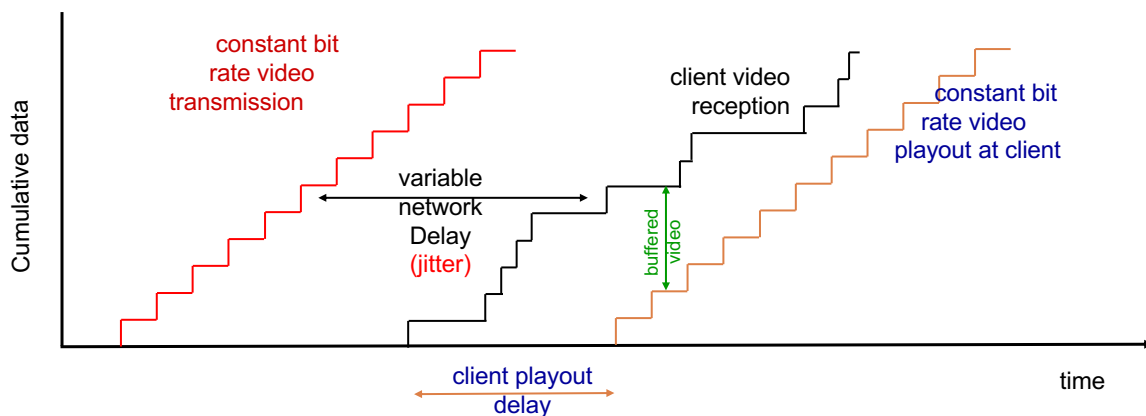 constant bit
rate video
transmission
client video
reception
constant bit
rate video
playout at client
variable
network
Delay
(jitter)
buffered
video
Cumulative data
client playout
delay
time